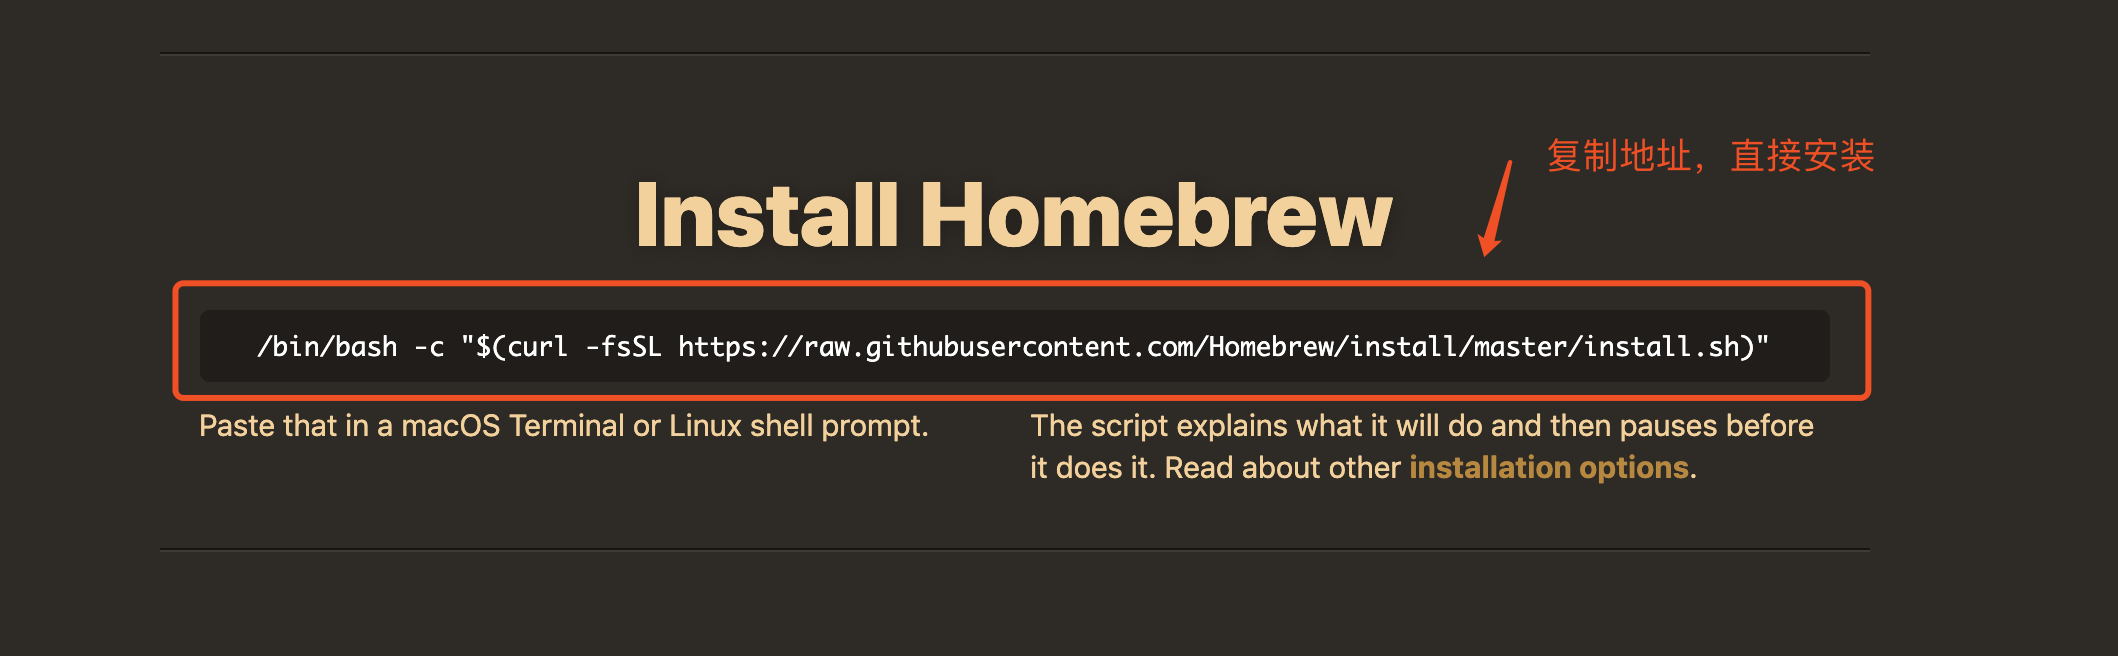 复制地址，直接安装
Install Homebrew
/bin/bash -c "$(curl -fsSL https://raw.githubusercontent.com/Homebrew/install/master/install.sh)"
Paste that in a macOS Terminal or Linux shell prompt.
The script explains what it will do and then pauses before
it does it. Read about other installation options.